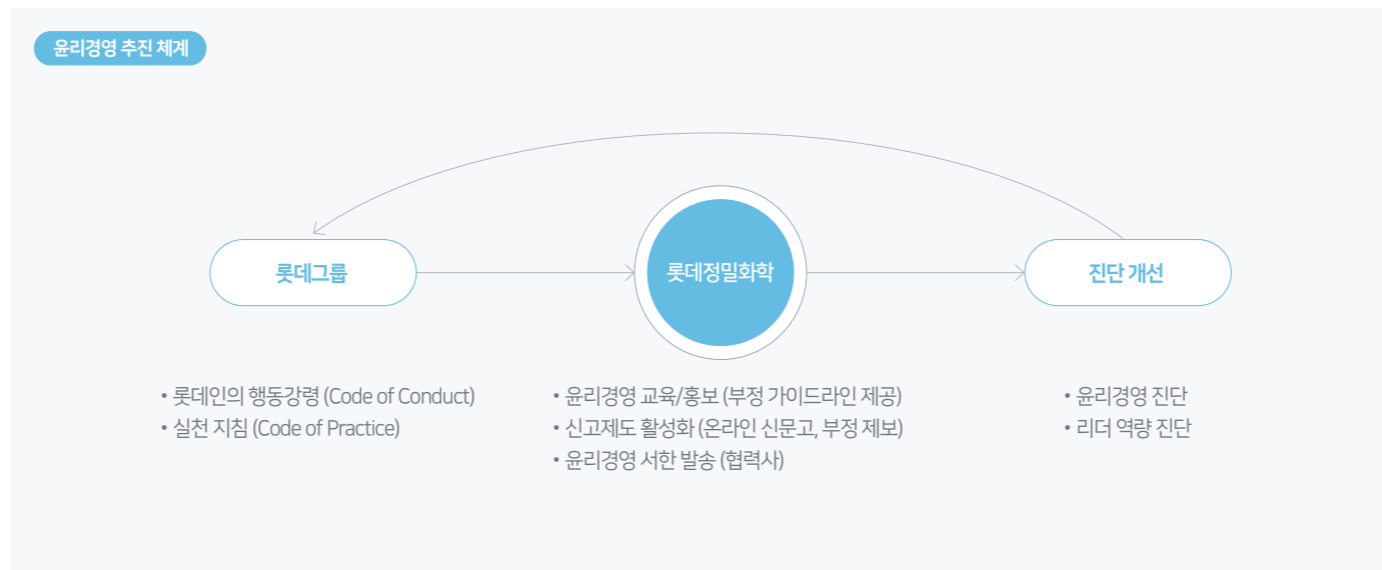 윤리경영 추진 체계
롯데그룹
롯데정밀화학
진단 개선
• 롯데인의 행동강령 (Code of Conduct)
• 실천 지침 (Code of Practice)
• 윤리경영 교육/홍보 (부정 가이드라인 제공)
• 신고제도 활성화 (온라인 신문고, 부정 제보)
• 윤리경영 서한 발송 (협력사)
• 윤리경영 진단
• 리더 역량 진단